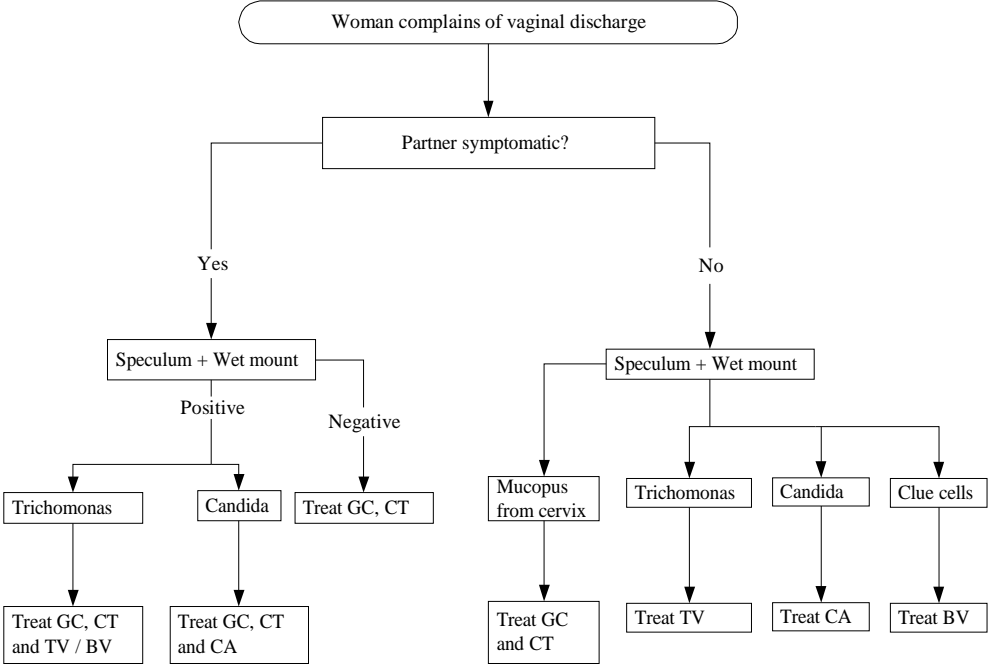 Woman complains of vaginal discharge
Partner symptomatic?
Yes
No
Speculum + Wet mount
Speculum + Wet mount
Positive
Negative
Trichomonas
Candida
Treat GC, CT
Mucopus
from cervix
Trichomonas
Candida
Clue cells
Treat GC, CT
and TV / BV
Treat GC, CT
and CA
Treat GC
and CT
Treat TV
Treat CA
Treat BV